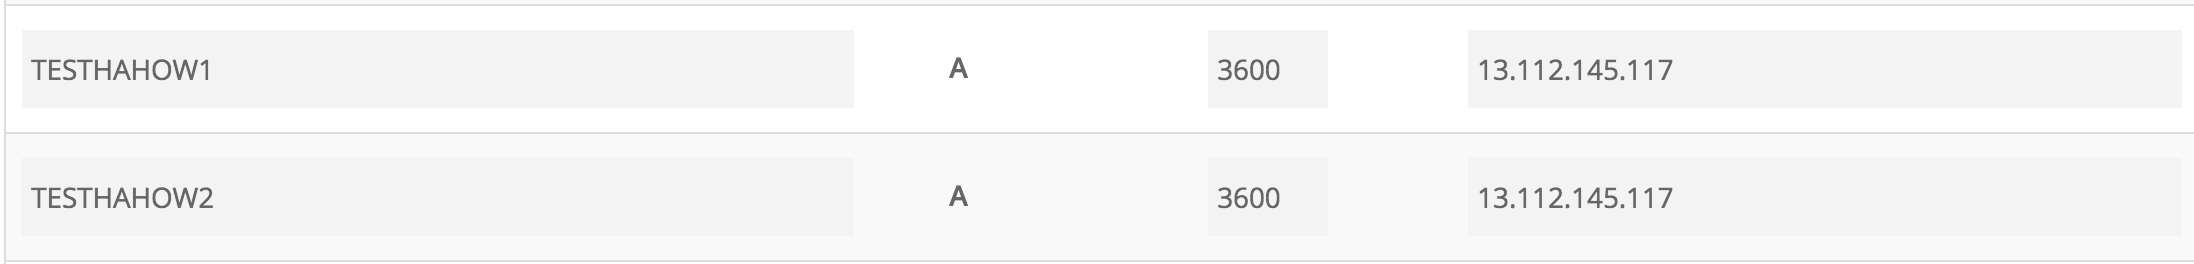 TESTHAHOW1 A 3600 13.112.145.117
TESTHAHOW2 A 3600 13.112.145.117